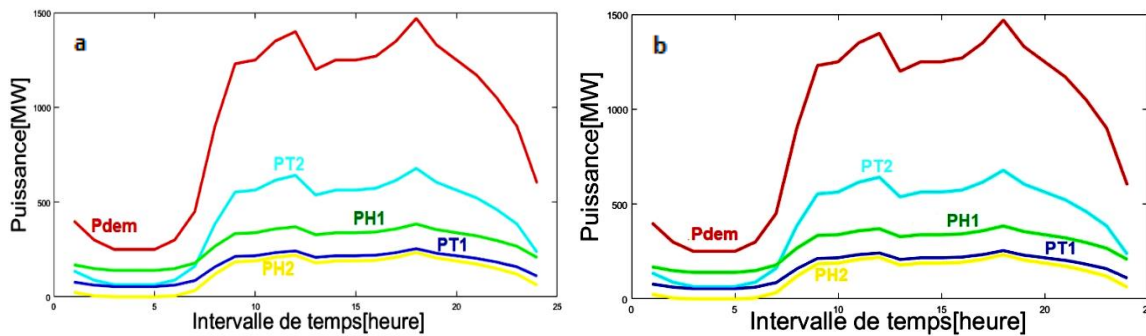 a
Puissance[MW]
1500
1000
500
0
PT2
Pdem
PH1
PT1
PH2
0 5 10 15 20 25
Intervalle de temps[heure]
b
Puissance[MW]
1500
1000
500
0
PT2
Pdem
PH1
PT1
PH2
0 5 10 15 20
Intervalle de temps[heure]